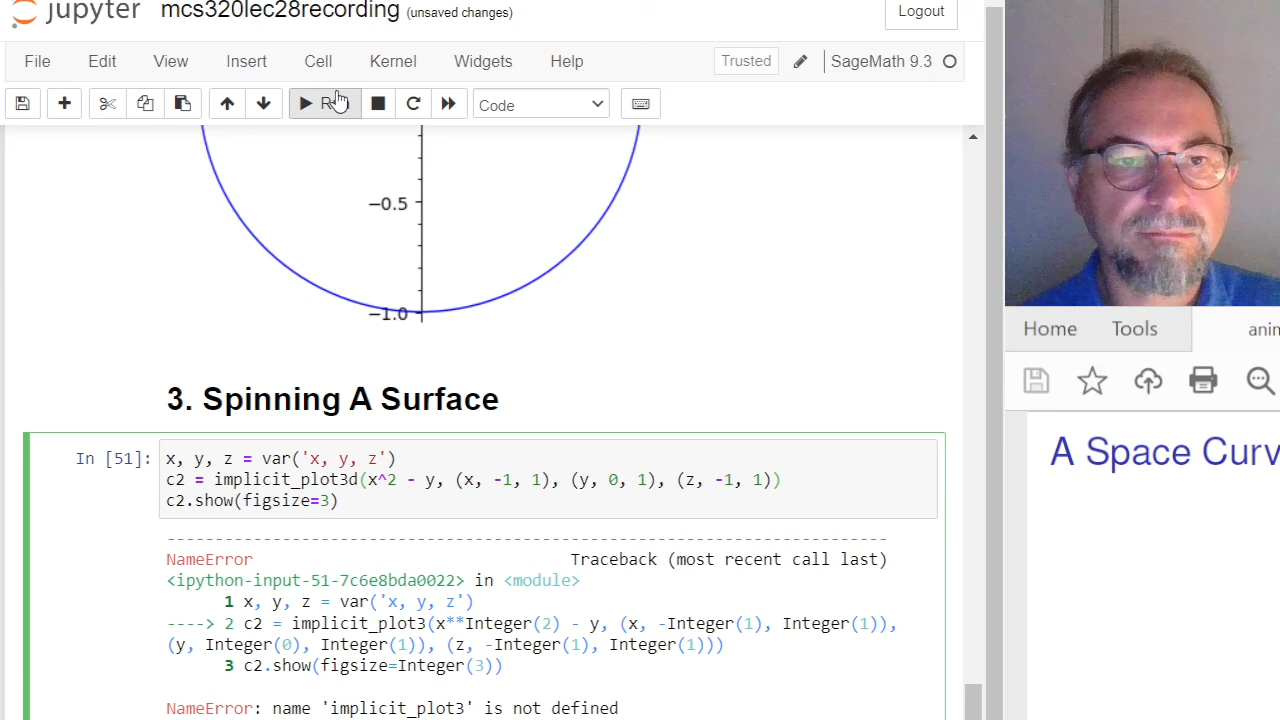 jupyter mcs320lec28recording (unsaved changes) Logout
File Edit View Insert Cell Kernel Widgets Help Trusted SageMath 9.3
Run Code
−0.5
−1.0
3. Spinning A Surface
In [51]: x, y, z = var('x, y, z')
c2 = implicit_plot3d(x^2 - y, (x, -1, 1), (y, 0, 1), (z, -1, 1))
c2.show(figsize=3)
---------------------------------------------------------------------------
NameError Traceback (most recent call last)
<ipython-input-51-7c6e8bda0022> in <module>
1 x, y, z = var('x, y, z')
----> 2 c2 = implicit_plot3(x**Integer(2) - y, (x, -Integer(1), Integer(1)),
(y, Integer(0), Integer(1)), (z, -Integer(1), Integer(1)))
3 c2.show(figsize=Integer(3))
NameError: name 'implicit_plot3' is not defined
Home Tools anim
A Space Curv